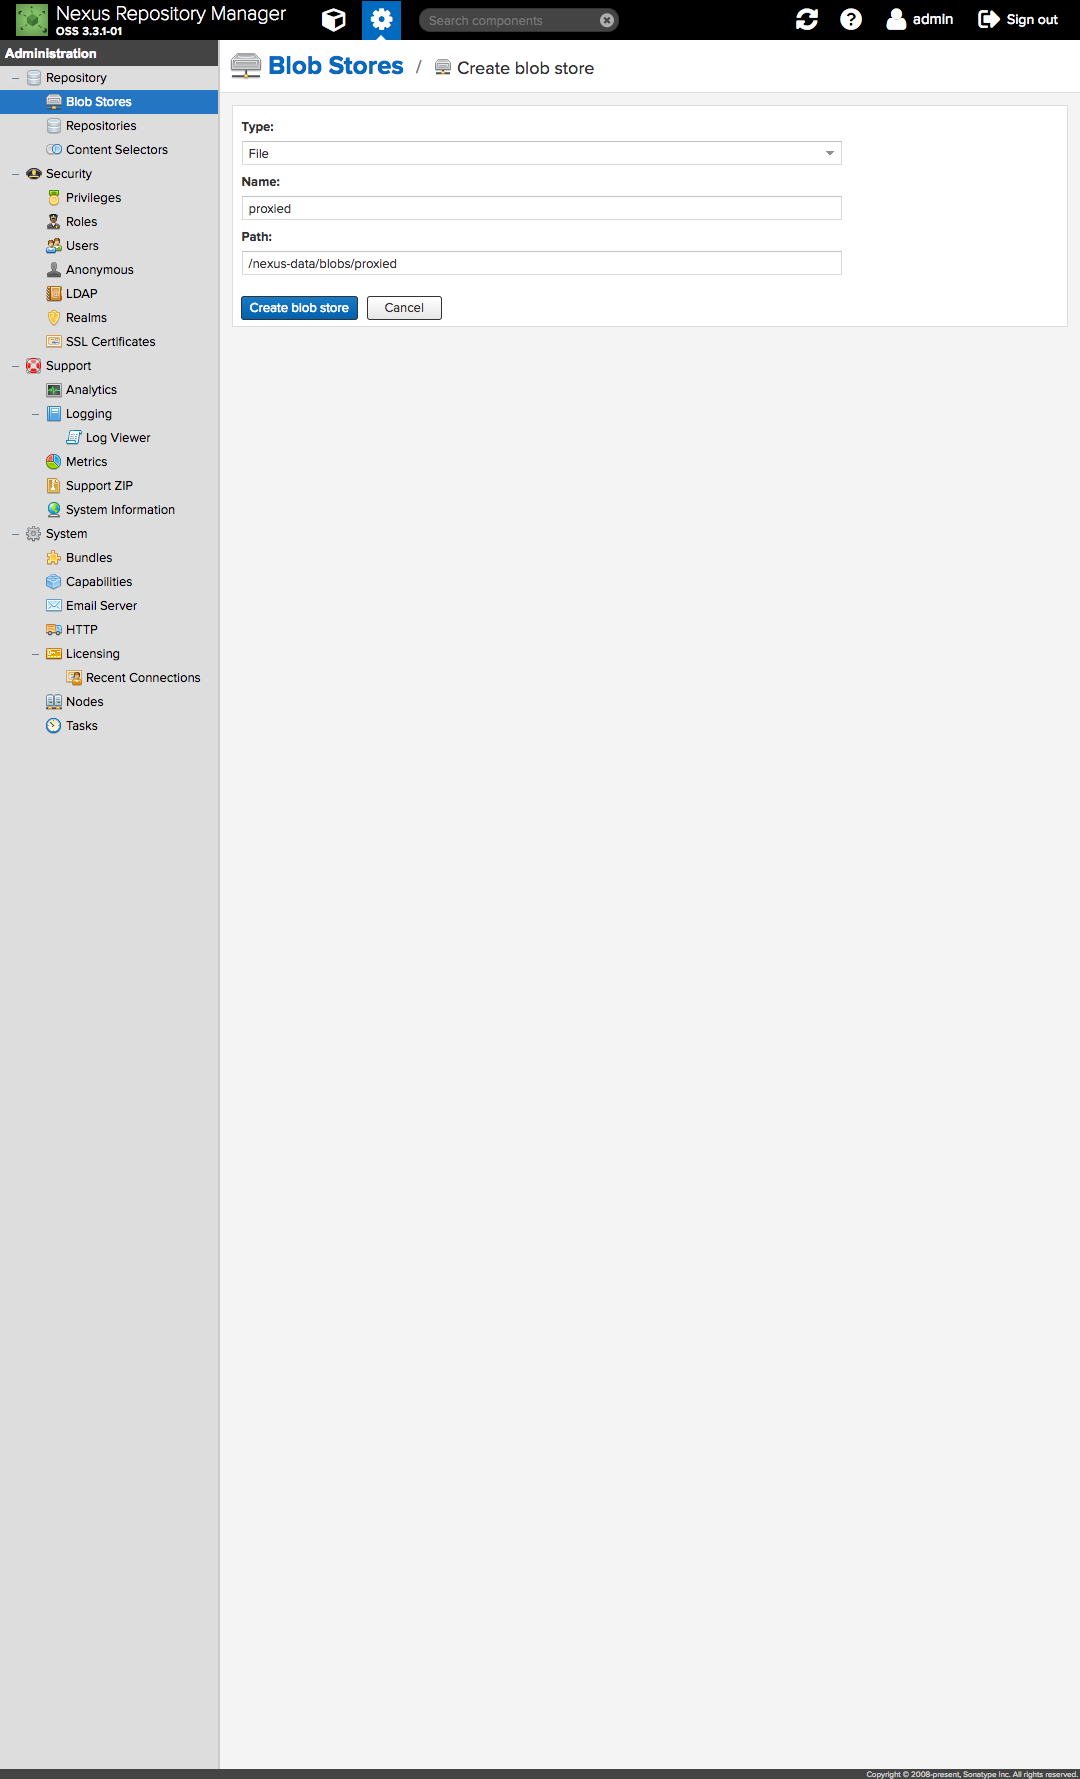 Nexus Repository Manager
OSS 3.3.1-01
Search components
admin
Sign out
Administration
Repository
Blob Stores
Repositories
Content Selectors
Security
Privileges
Roles
Users
Anonymous
LDAP
Realms
SSL Certificates
Support
Analytics
Logging
Log Viewer
Metrics
Support ZIP
System Information
System
Bundles
Capabilities
Email Server
HTTP
Licensing
Recent Connections
Nodes
Tasks
Blob Stores / Create blob store
Type:
File
Name:
proxied
Path:
/nexus-data/blobs/proxied
Create blob store
Cancel
Copyright © 2008-present, Sonatype Inc. All rights reserved.